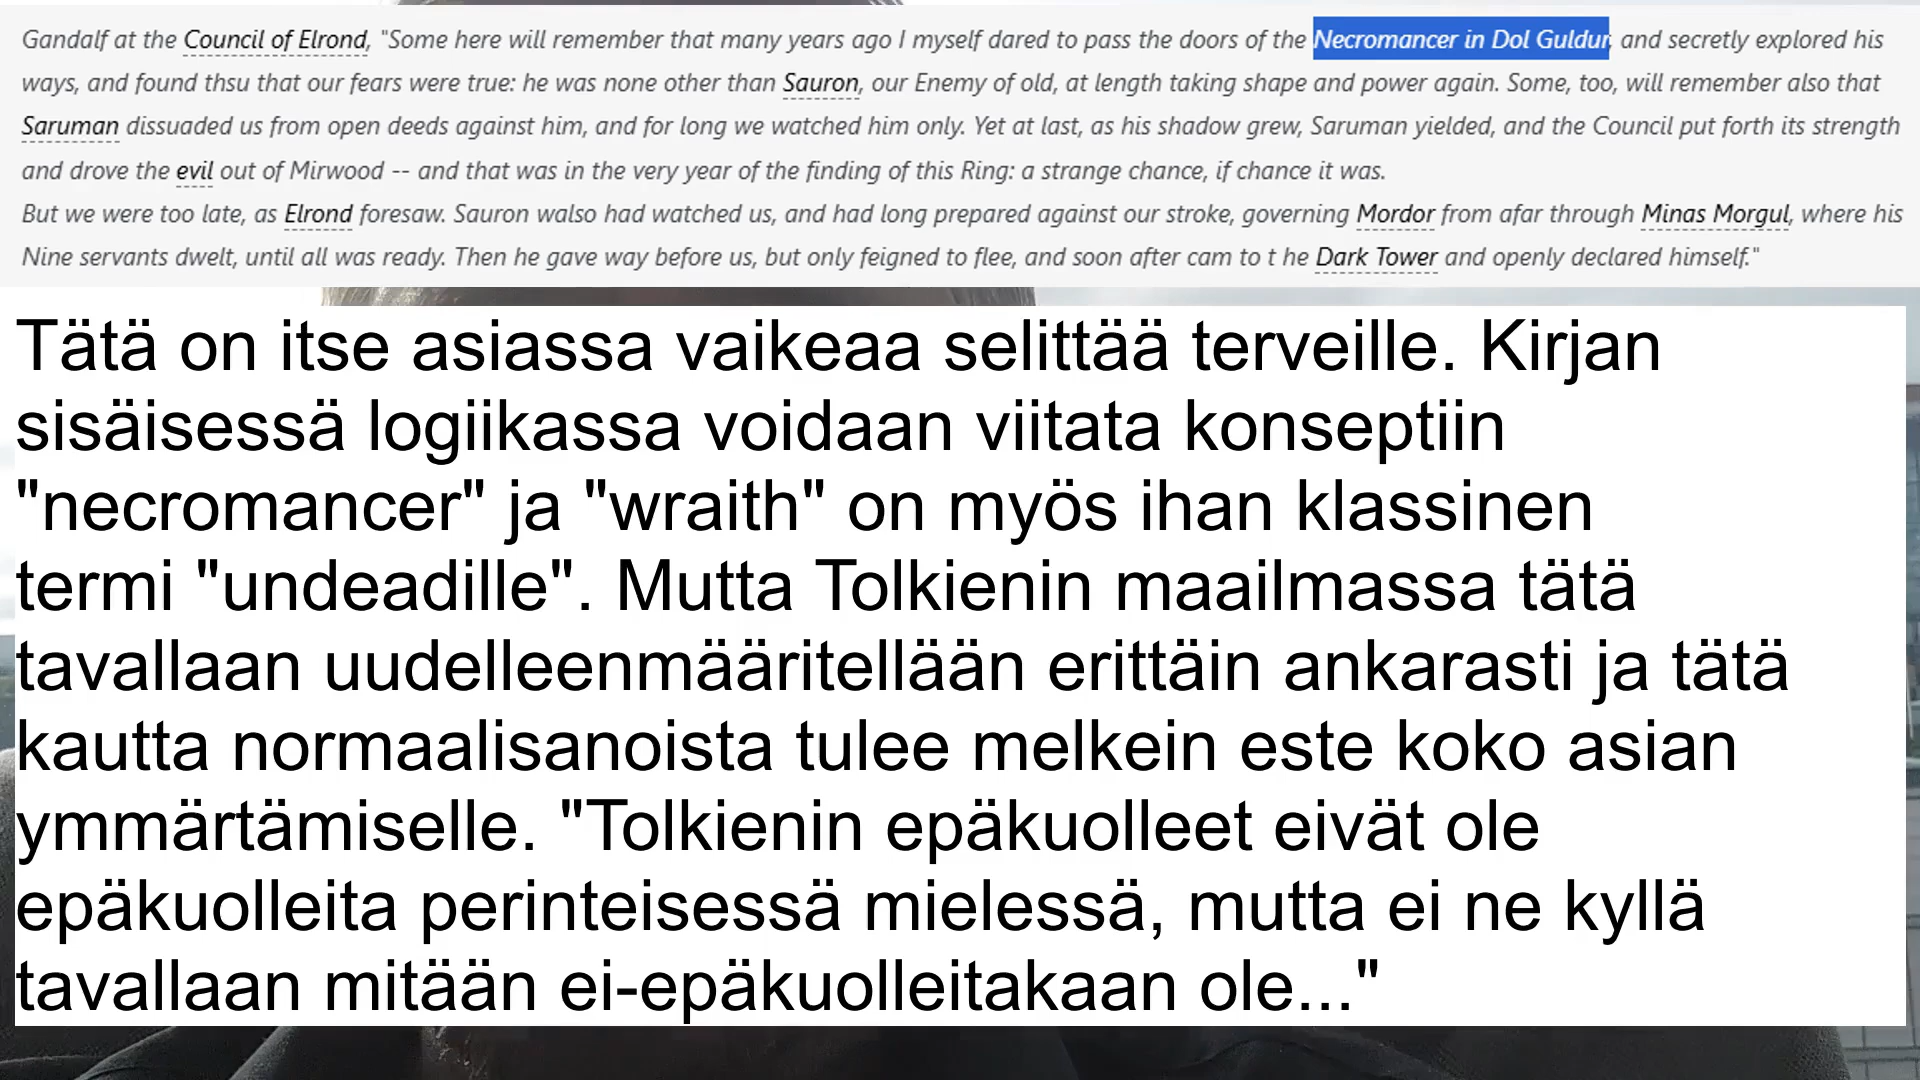 Gandalf at the Council of Elrond, "Some here will remember that many years ago I myself dared to pass the doors of the Necromancer in Dol Guldur, and secretly explored his
ways, and found thsu that our fears were true: he was none other than Sauron, our Enemy of old, at length taking shape and power again. Some, too, will remember also that
Saruman dissuaded us from open deeds against him, and for long we watched him only. Yet at last, as his shadow grew, Saruman yielded, and the Council put forth its strength
and drove the evil out of Mirwood -- and that was in the very year of the finding of this Ring: a strange chance, if chance it was.
But we were too late, as Elrond foresaw. Sauron walso had watched us, and had long prepared against our stroke, governing Mordor from afar through Minas Morgul, where his
Nine servants dwelt, until all was ready. Then he gave way before us, but only feigned to flee, and soon after cam to t he Dark Tower and openly declared himself."
Tätä on itse asiassa vaikeaa selittää terveille. Kirjan
sisäisessä logiikassa voidaan viitata konseptiin
"necromancer" ja "wraith" on myös ihan klassinen
termi "undeadille". Mutta Tolkienin maailmassa tätä
tavallaan uudelleenmääritellään erittäin ankarasti ja tätä
kautta normaalisanoista tulee melkein este koko asian
ymmärtämiselle. "Tolkienin epäkuolleet eivät ole
epäkuolleita perinteisessä mielessä, mutta ei ne kyllä
tavallaan mitään ei-epäkuolleitakaan ole..."